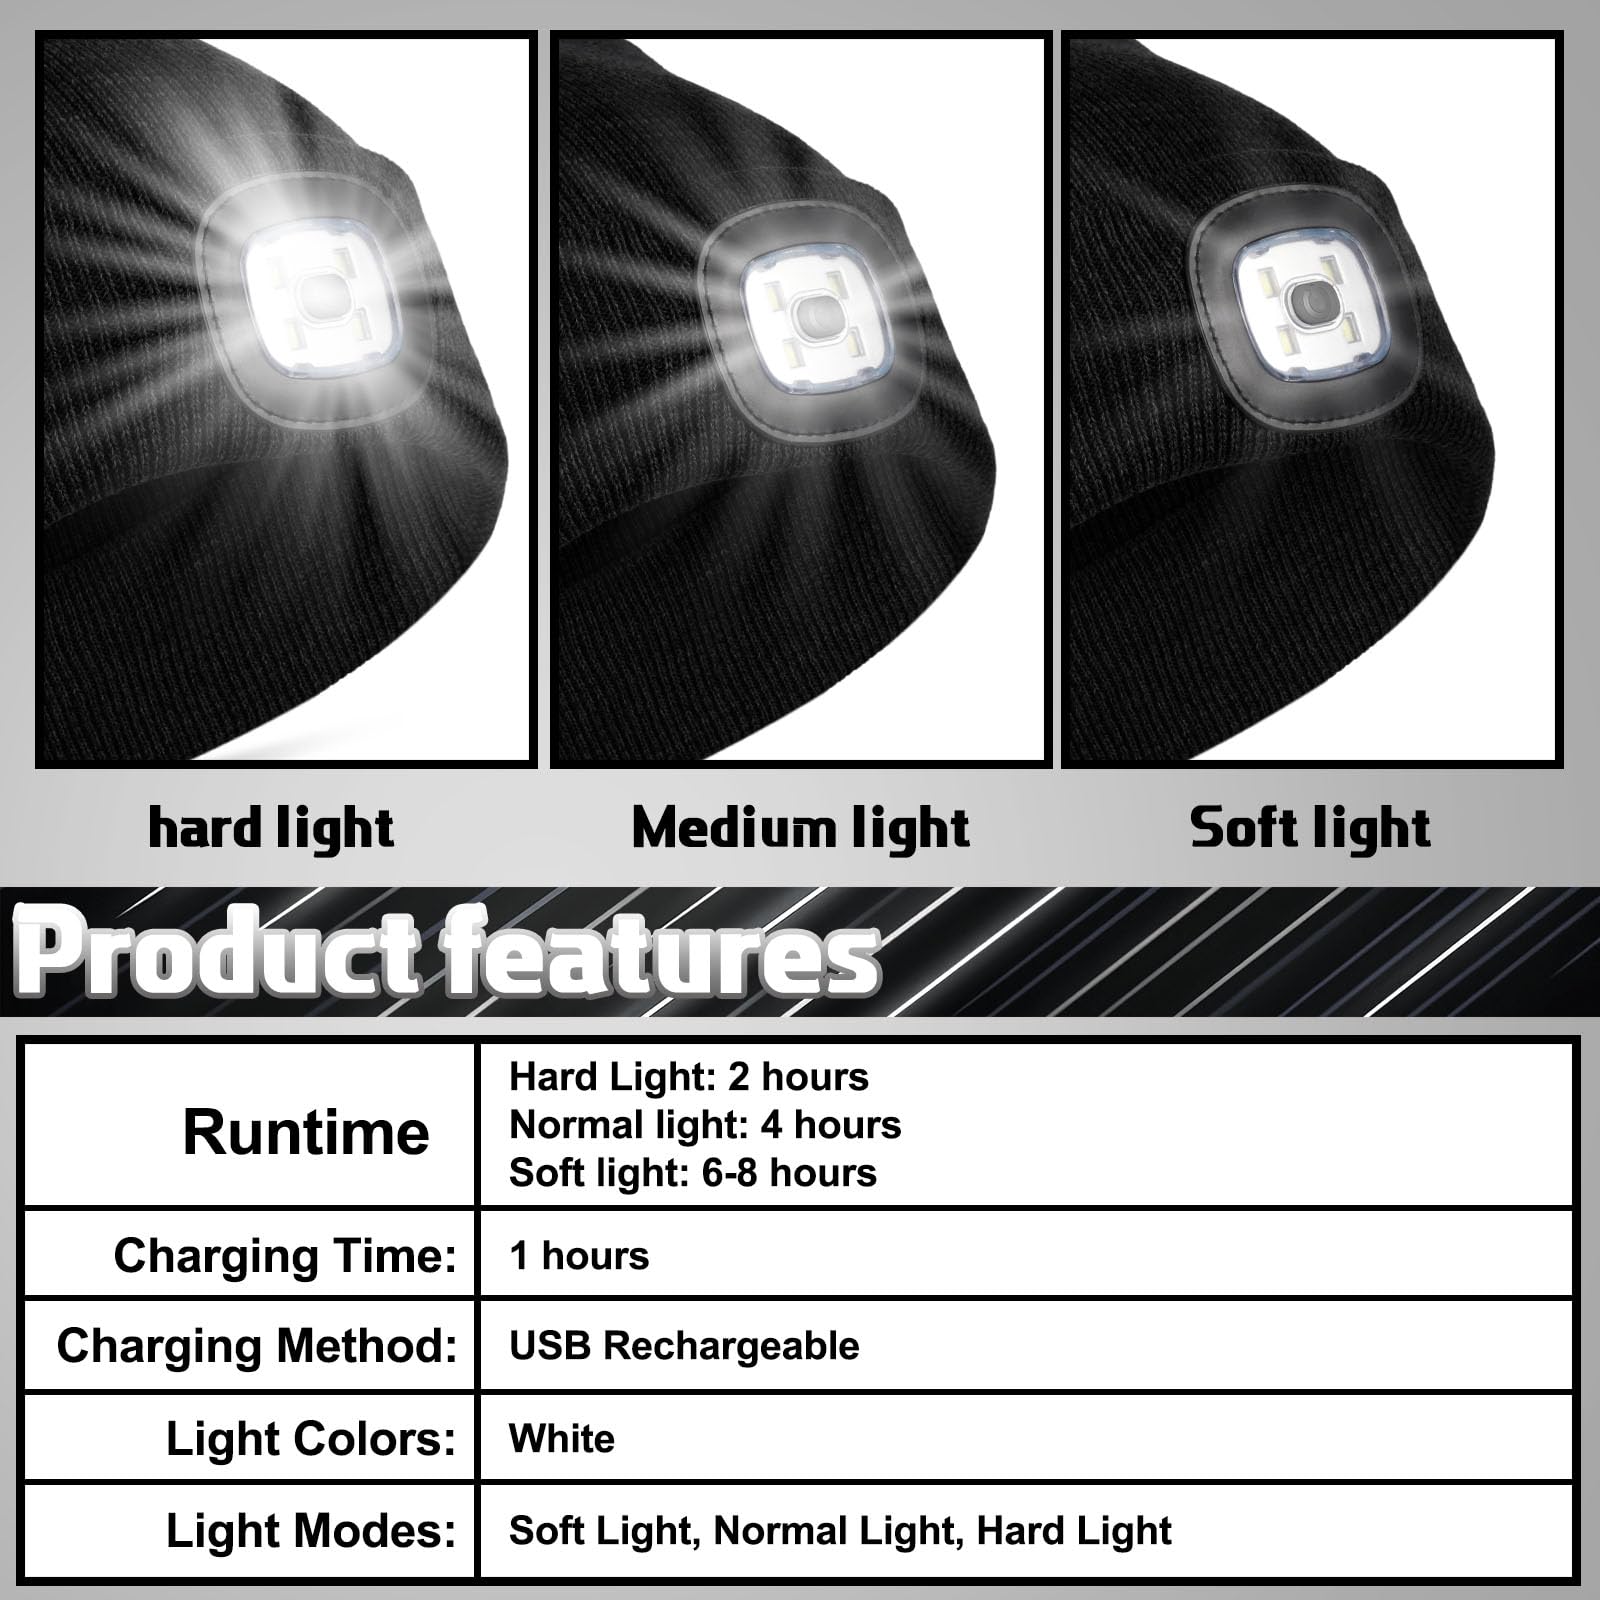 hard light
Medium light
Soft light
Product features
Runtime
Hard Light: 2 hours
Normal light: 4 hours
Soft light: 6-8 hours
Charging Time:
1 hours
Charging Method:
USB Rechargeable
Light Colors:
White
Light Modes:
Soft Light, Normal Light, Hard Light